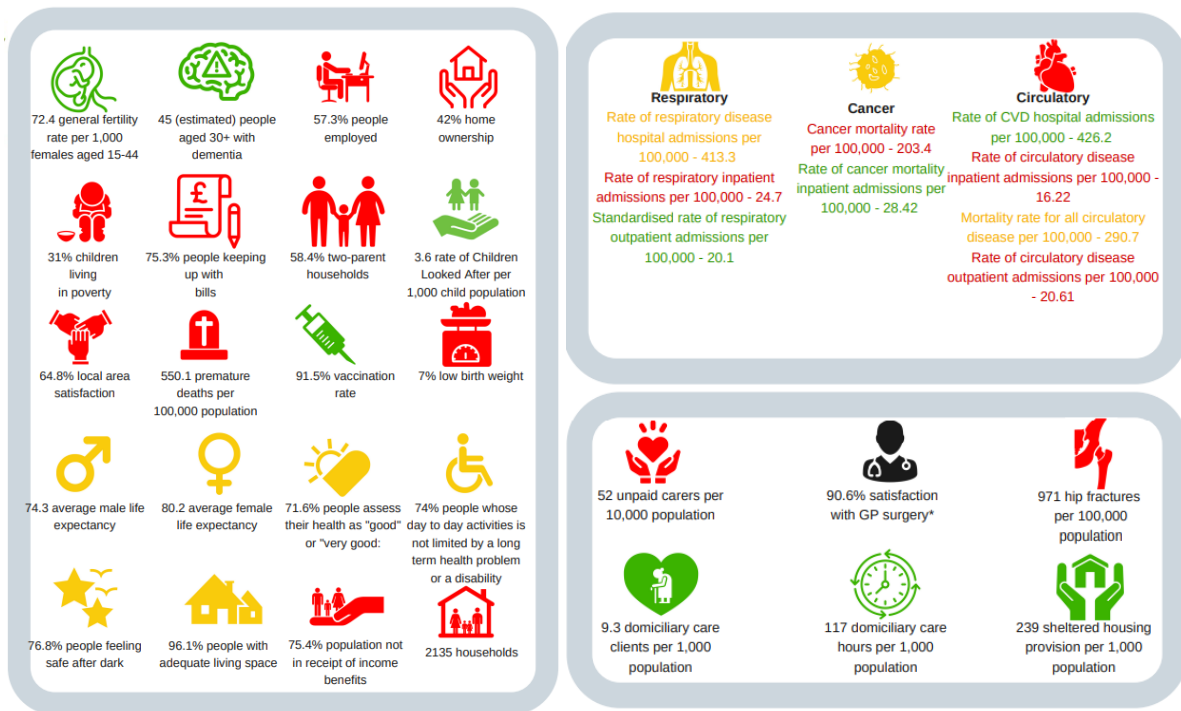 72.4 general fertility
rate per 1,000
females aged 15-44
45 (estimated) people
aged 30+ with
dementia
57.3% people
employed
42% home
ownership
31% children
living
in poverty
£
75.3% people keeping
up with
bills
58.4% two-parent
households
3.6 rate of Children
Looked After per
1,000 child population
64.8% local area
satisfaction
550.1 premature
deaths per
100,000 population
91.5% vaccination
rate
7% low birth weight
74.3 average male life
expectancy
80.2 average female
life expectancy
71.6% people assess
their health as "good"
or "very good:
74% people whose
day to day activities is
not limited by a long
term health problem
or a disability
76.8% people feeling
safe after dark
96.1% people with
adequate living space
75.4% population not
in receipt of income
benefits
2135 households
Respiratory
Rate of respiratory disease
hospital admissions per
100,000 - 413.3
Rate of respiratory inpatient
admissions per 100,000 - 24.7
Standardised rate of respiratory
outpatient admissions per
100,000 - 20.1
Cancer
Cancer mortality rate
per 100,000 - 203.4
Rate of cancer mortality
inpatient admissions per
100,000 - 28.42
Circulatory
Rate of CVD hospital admissions
per 100,000 - 426.2
Rate of circulatory disease
inpatient admissions per 100,000 -
16.22
Mortality rate for all circulatory
disease per 100,000 - 290.7
Rate of circulatory disease
outpatient admissions per 100,000
- 20.61
52 unpaid carers per
10,000 population
90.6% satisfaction
with GP surgery*
971 hip fractures
per 100,000
population
9.3 domiciliary care
clients per 1,000
population
117 domiciliary care
hours per 1,000
population
239 sheltered housing
provision per 1,000
population